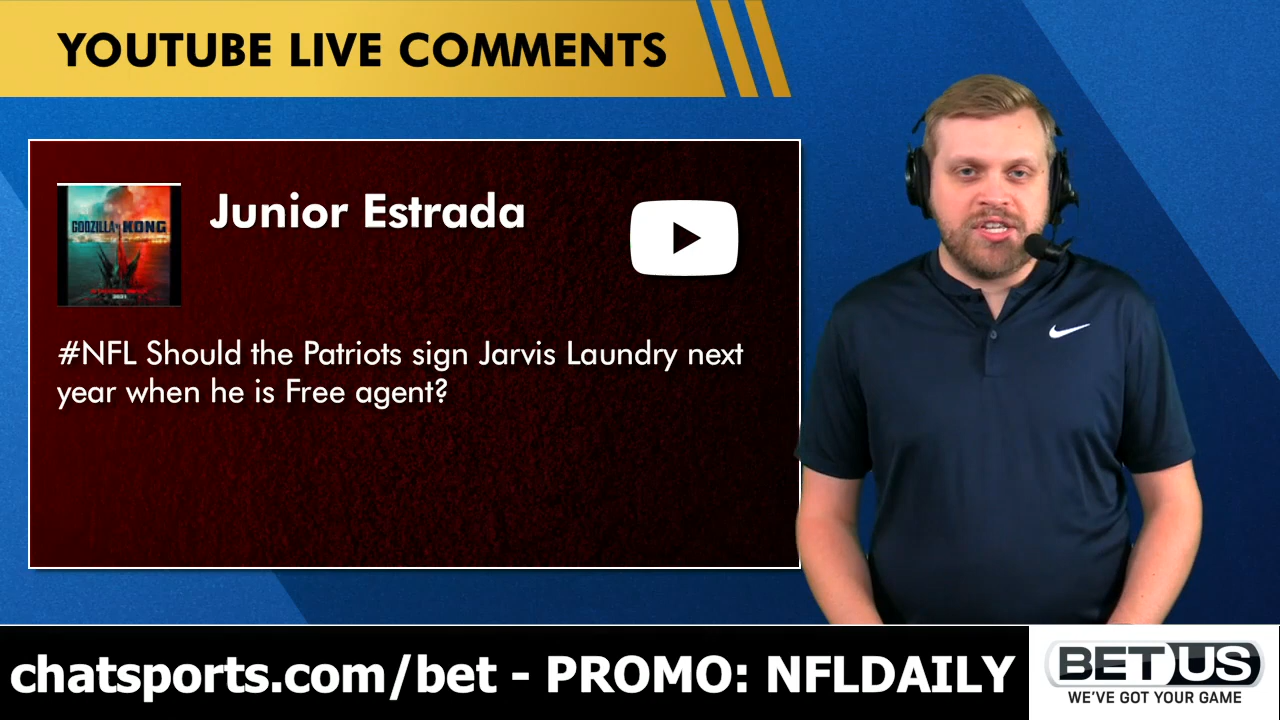 YOUTUBE LIVE COMMENTS
Junior Estrada
GODZILLA KONG
#NFL Should the Patriots sign Jarvis Laundry next
year when he is Free agent?
chatsports.com/bet - PROMO: NFLDAILY
BETUS
WE'VE GOT YOUR GAME